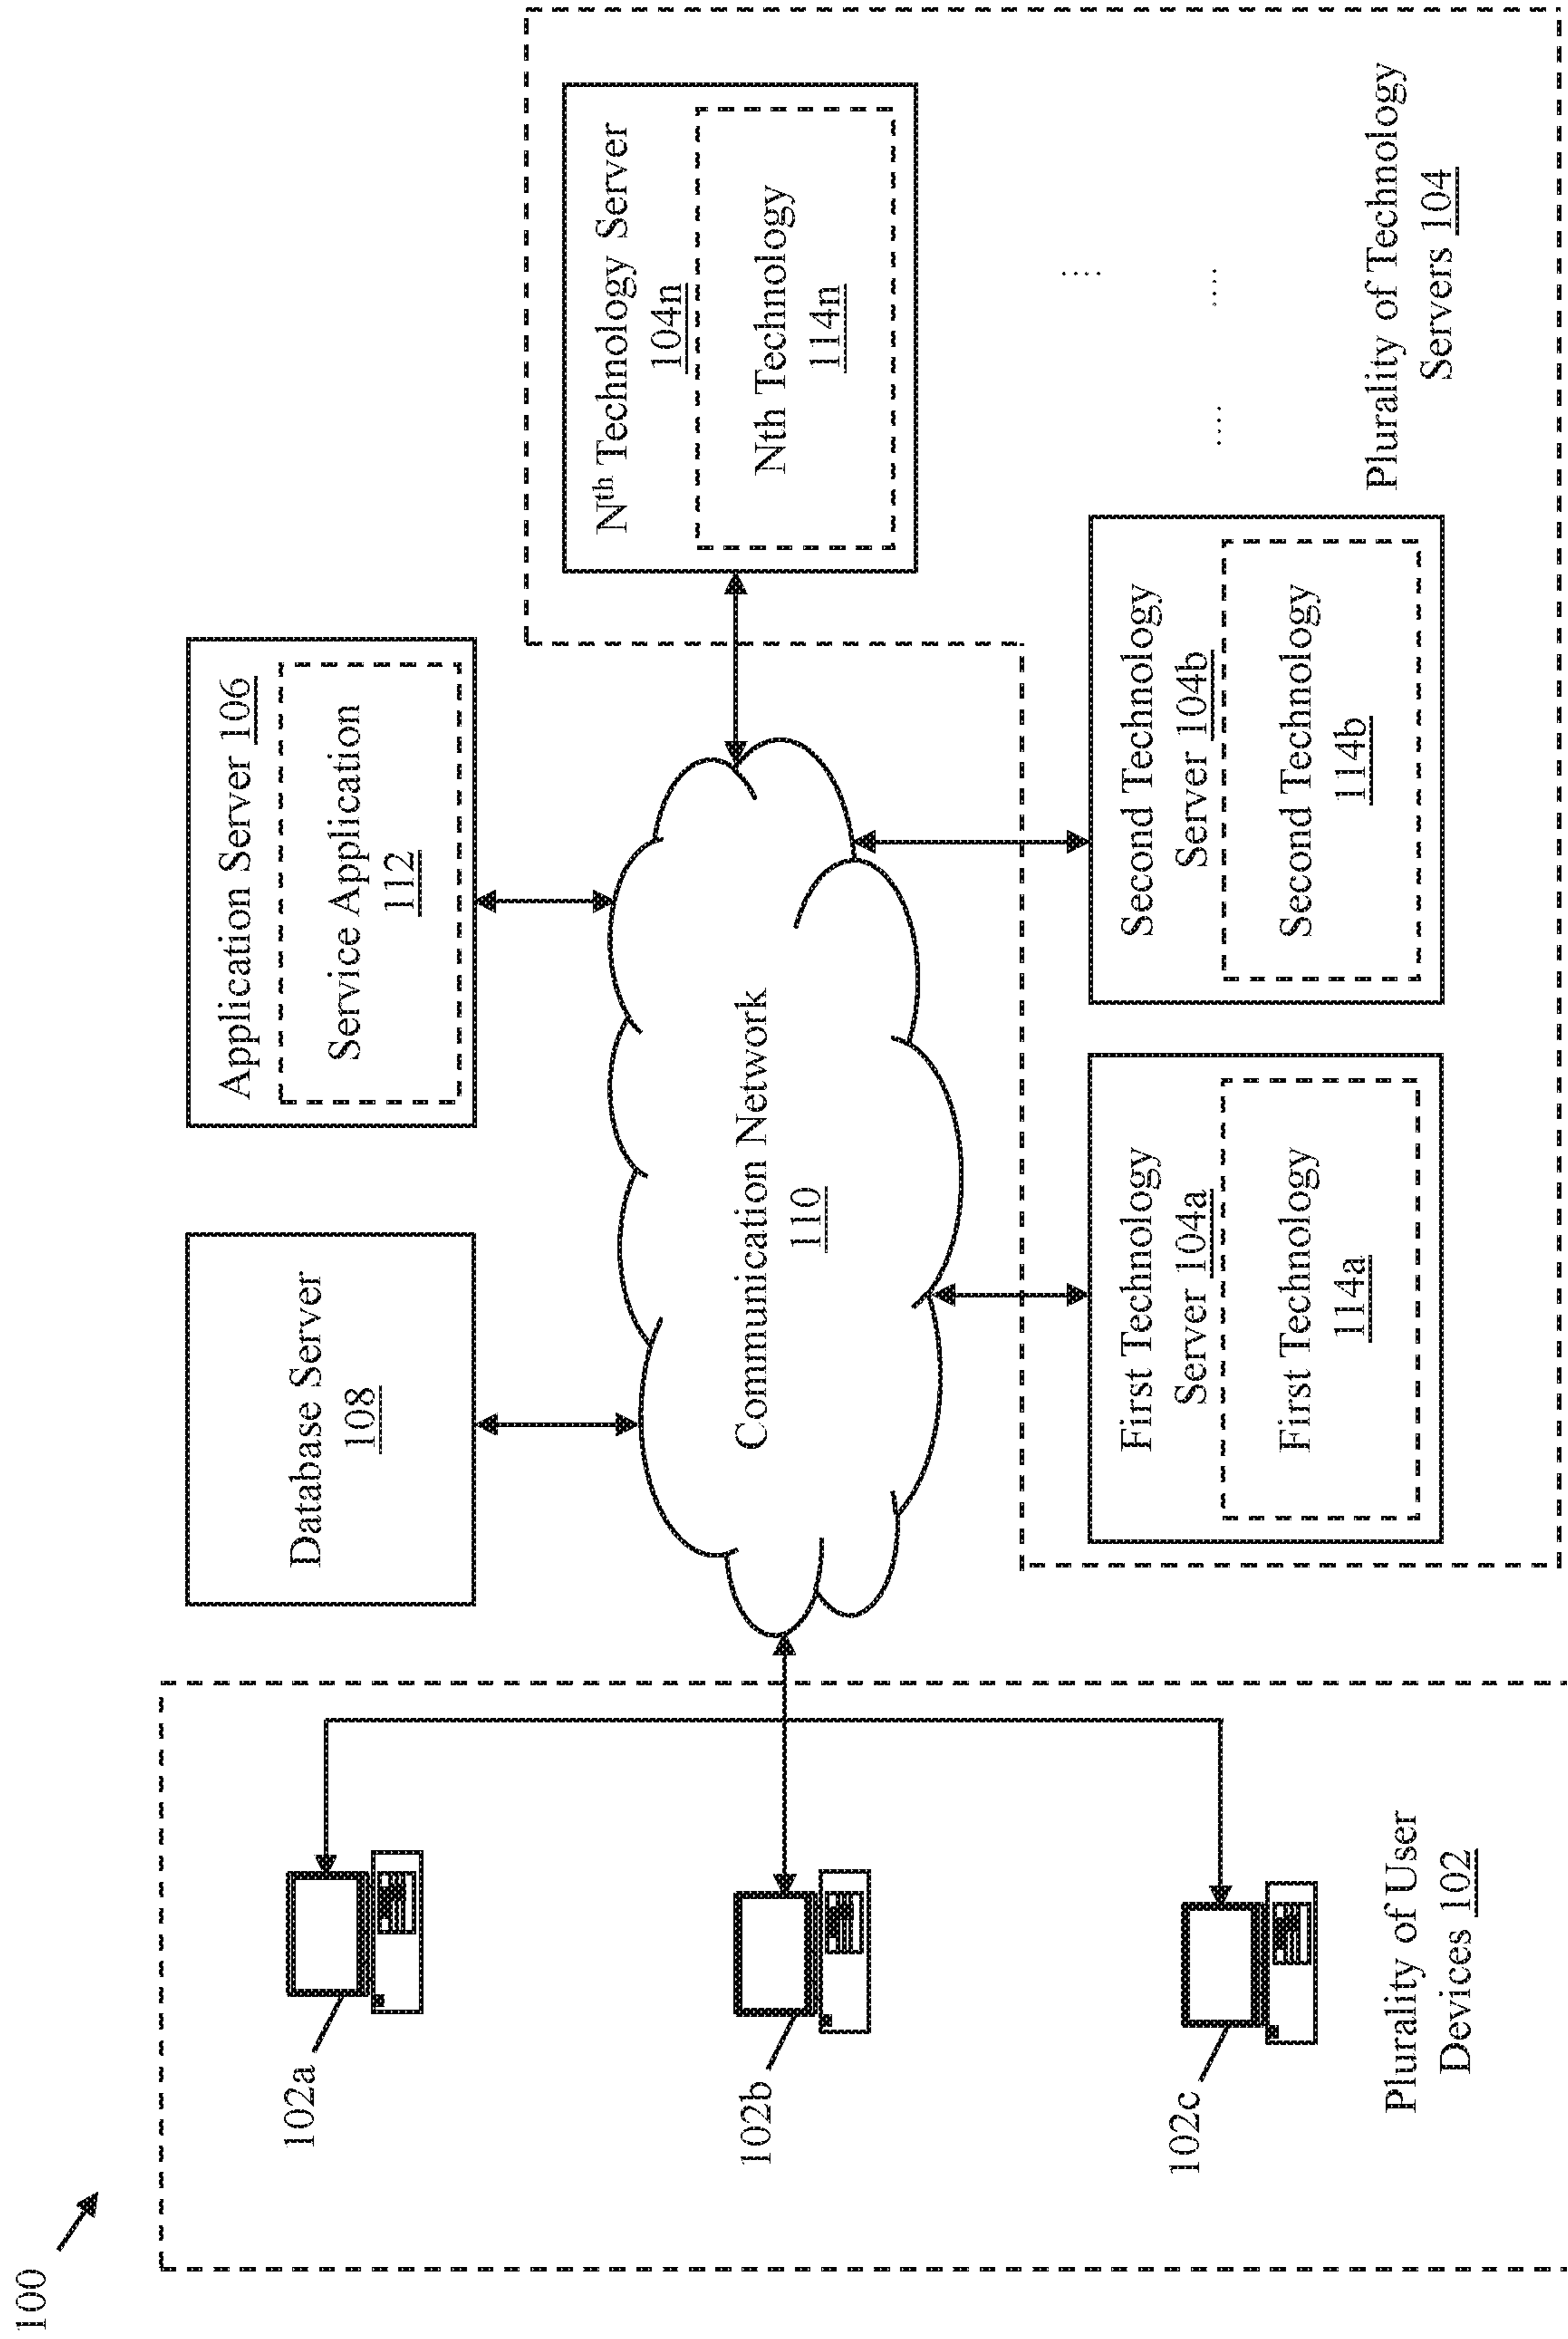 100
102a
102b
102c
Plurality of User
Devices 102
Database Server
108
Application Server 106
Service Application
112
Communication Network
110
First Technology
Server 104a
First Technology
114a
Second Technology
Server 104b
Second Technology
114b
Nth Technology Server
104n
Nth Technology
114n
....
....
....
Plurality of Technology
Servers 104